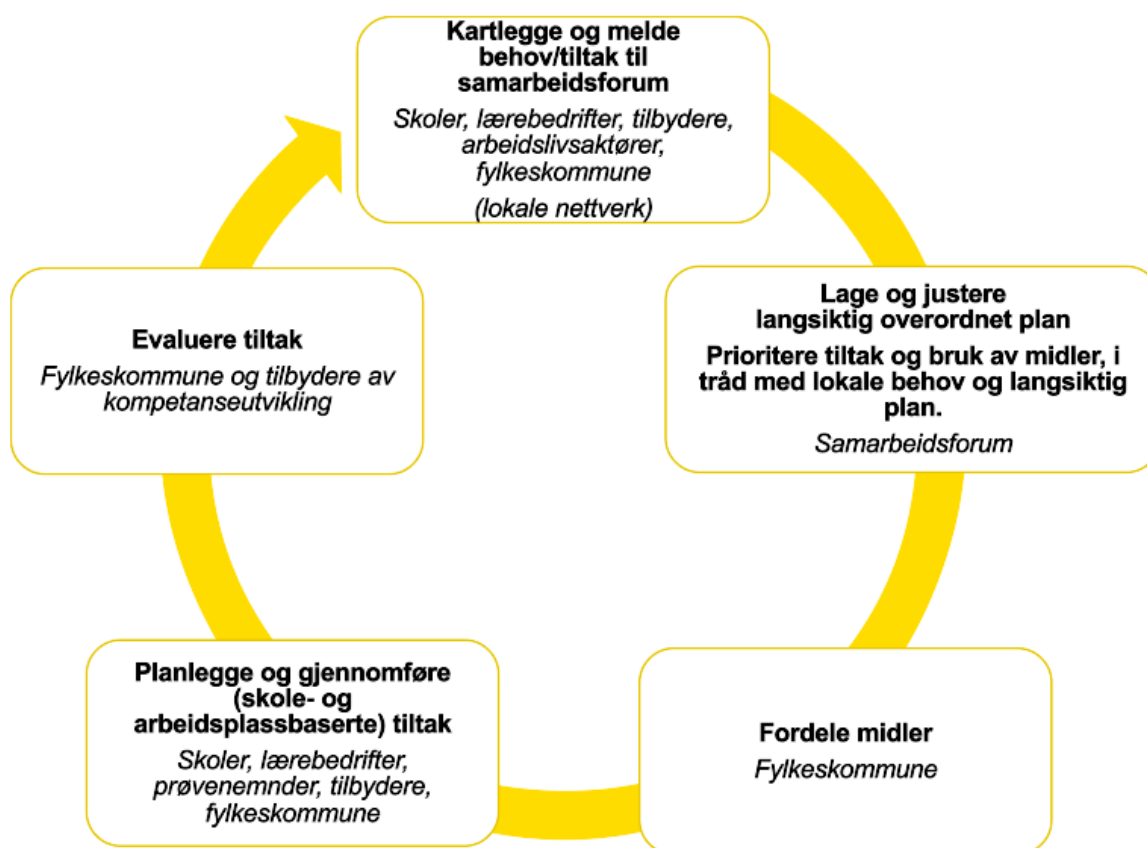 Kartlegge og melde
behov/tiltak til
samarbeidsforum
Skoler, lærebedrifter, tilbydere,
arbeidslivsaktører,
fylkeskommune
(lokale nettverk)
Lage og justere
langsiktig overordnet plan
Prioritere tiltak og bruk av midler, i
tråd med lokale behov og langsiktig
plan.
Samarbeidsforum
Fordele midler
Fylkeskommune
Planlegge og gjennomføre
(skole- og
arbeidsplassbaserte) tiltak
Skoler, lærebedrifter,
prøvenemnder, tilbydere,
fylkeskommune
Evaluere tiltak
Fylkeskommune og tilbydere av
kompetanseutvikling